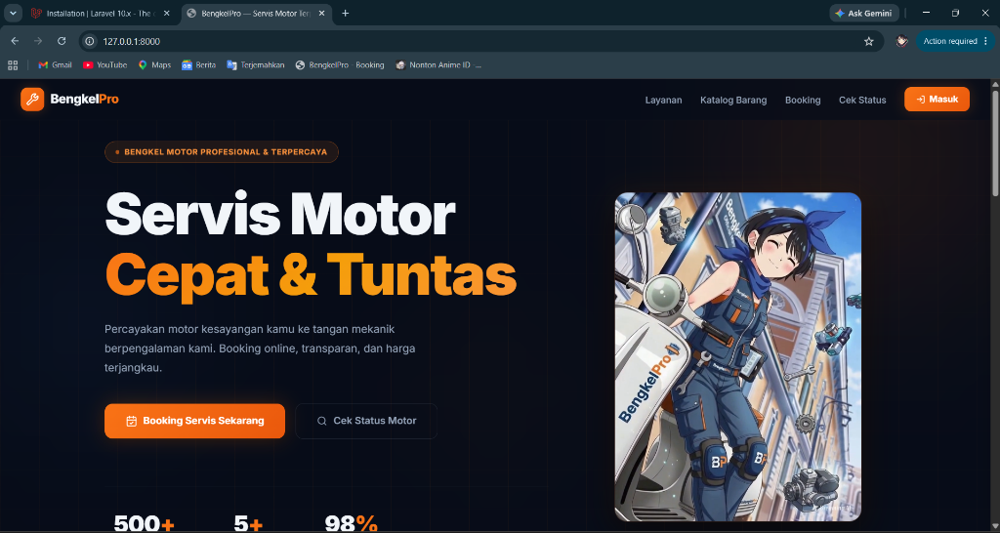 Installation | Laravel 10.x - The c
BengkelPro — Servis Motor Ter
Ask Gemini
127.0.0.1:8000
Action required
Gmail
YouTube
Maps
Berita
Terjemahkan
BengkelPro - Booking
Nonton Anime ID ...
BengkelPro
Layanan
Katalog Barang
Booking
Cek Status
Masuk
BENGKEL MOTOR PROFESIONAL & TERPERCAYA
Servis Motor
Cepat & Tuntas
Percayakan motor kesayangan kamu ke tangan mekanik
berpengalaman kami. Booking online, transparan, dan harga
terjangkau.
Booking Servis Sekarang
Cek Status Motor
500+
5+
98%
BengkelPro
BP
BP